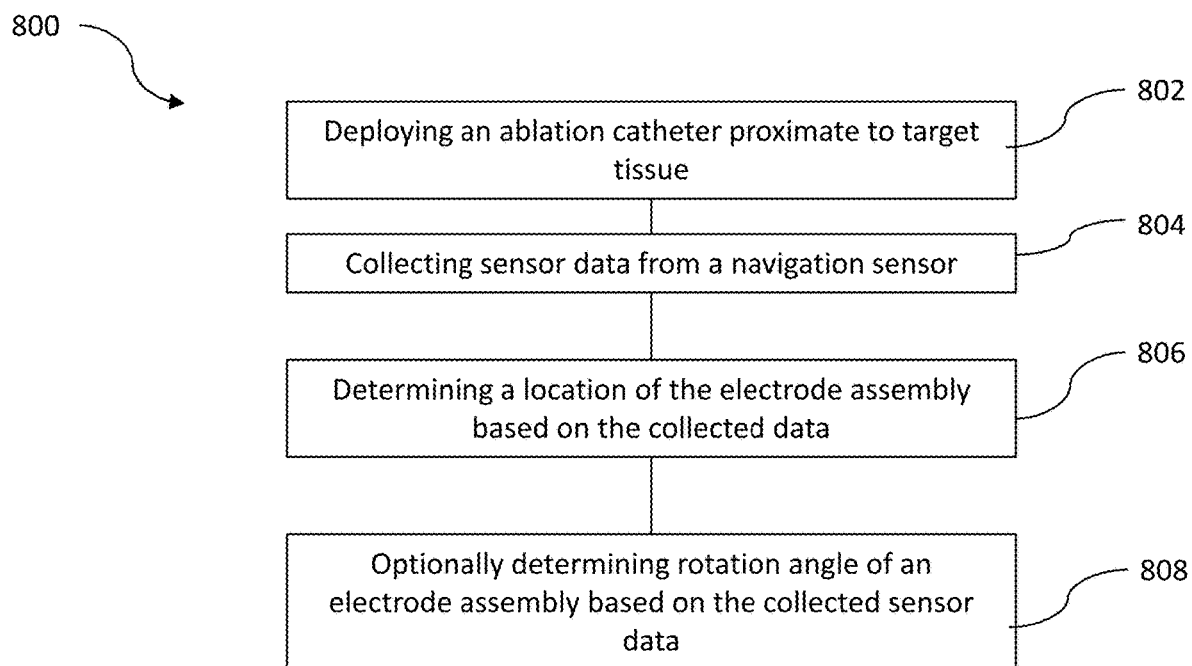 800
802
Deploying an ablation catheter proximate to target
tissue
804
Collecting sensor data from a navigation sensor
806
Determining a location of the electrode assembly
based on the collected data
808
Optionally determining rotation angle of an
electrode assembly based on the collected sensor
data